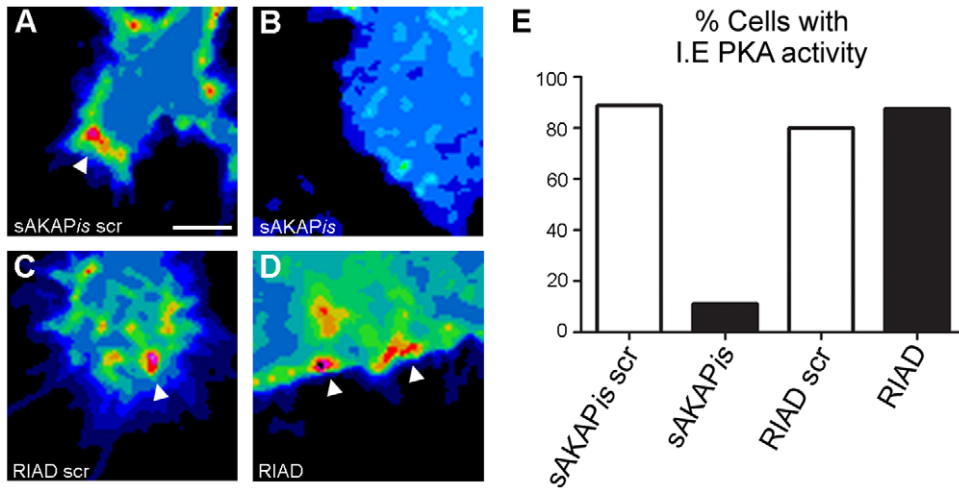 A
sAKAPis scr
B
sAKAPis
C
RIAD scr
D
RIAD
E
% Cells with
I.E PKA activity
100
80
60
40
20
0
sAKAPis scr
sAKAPis
RIAD scr
RIAD